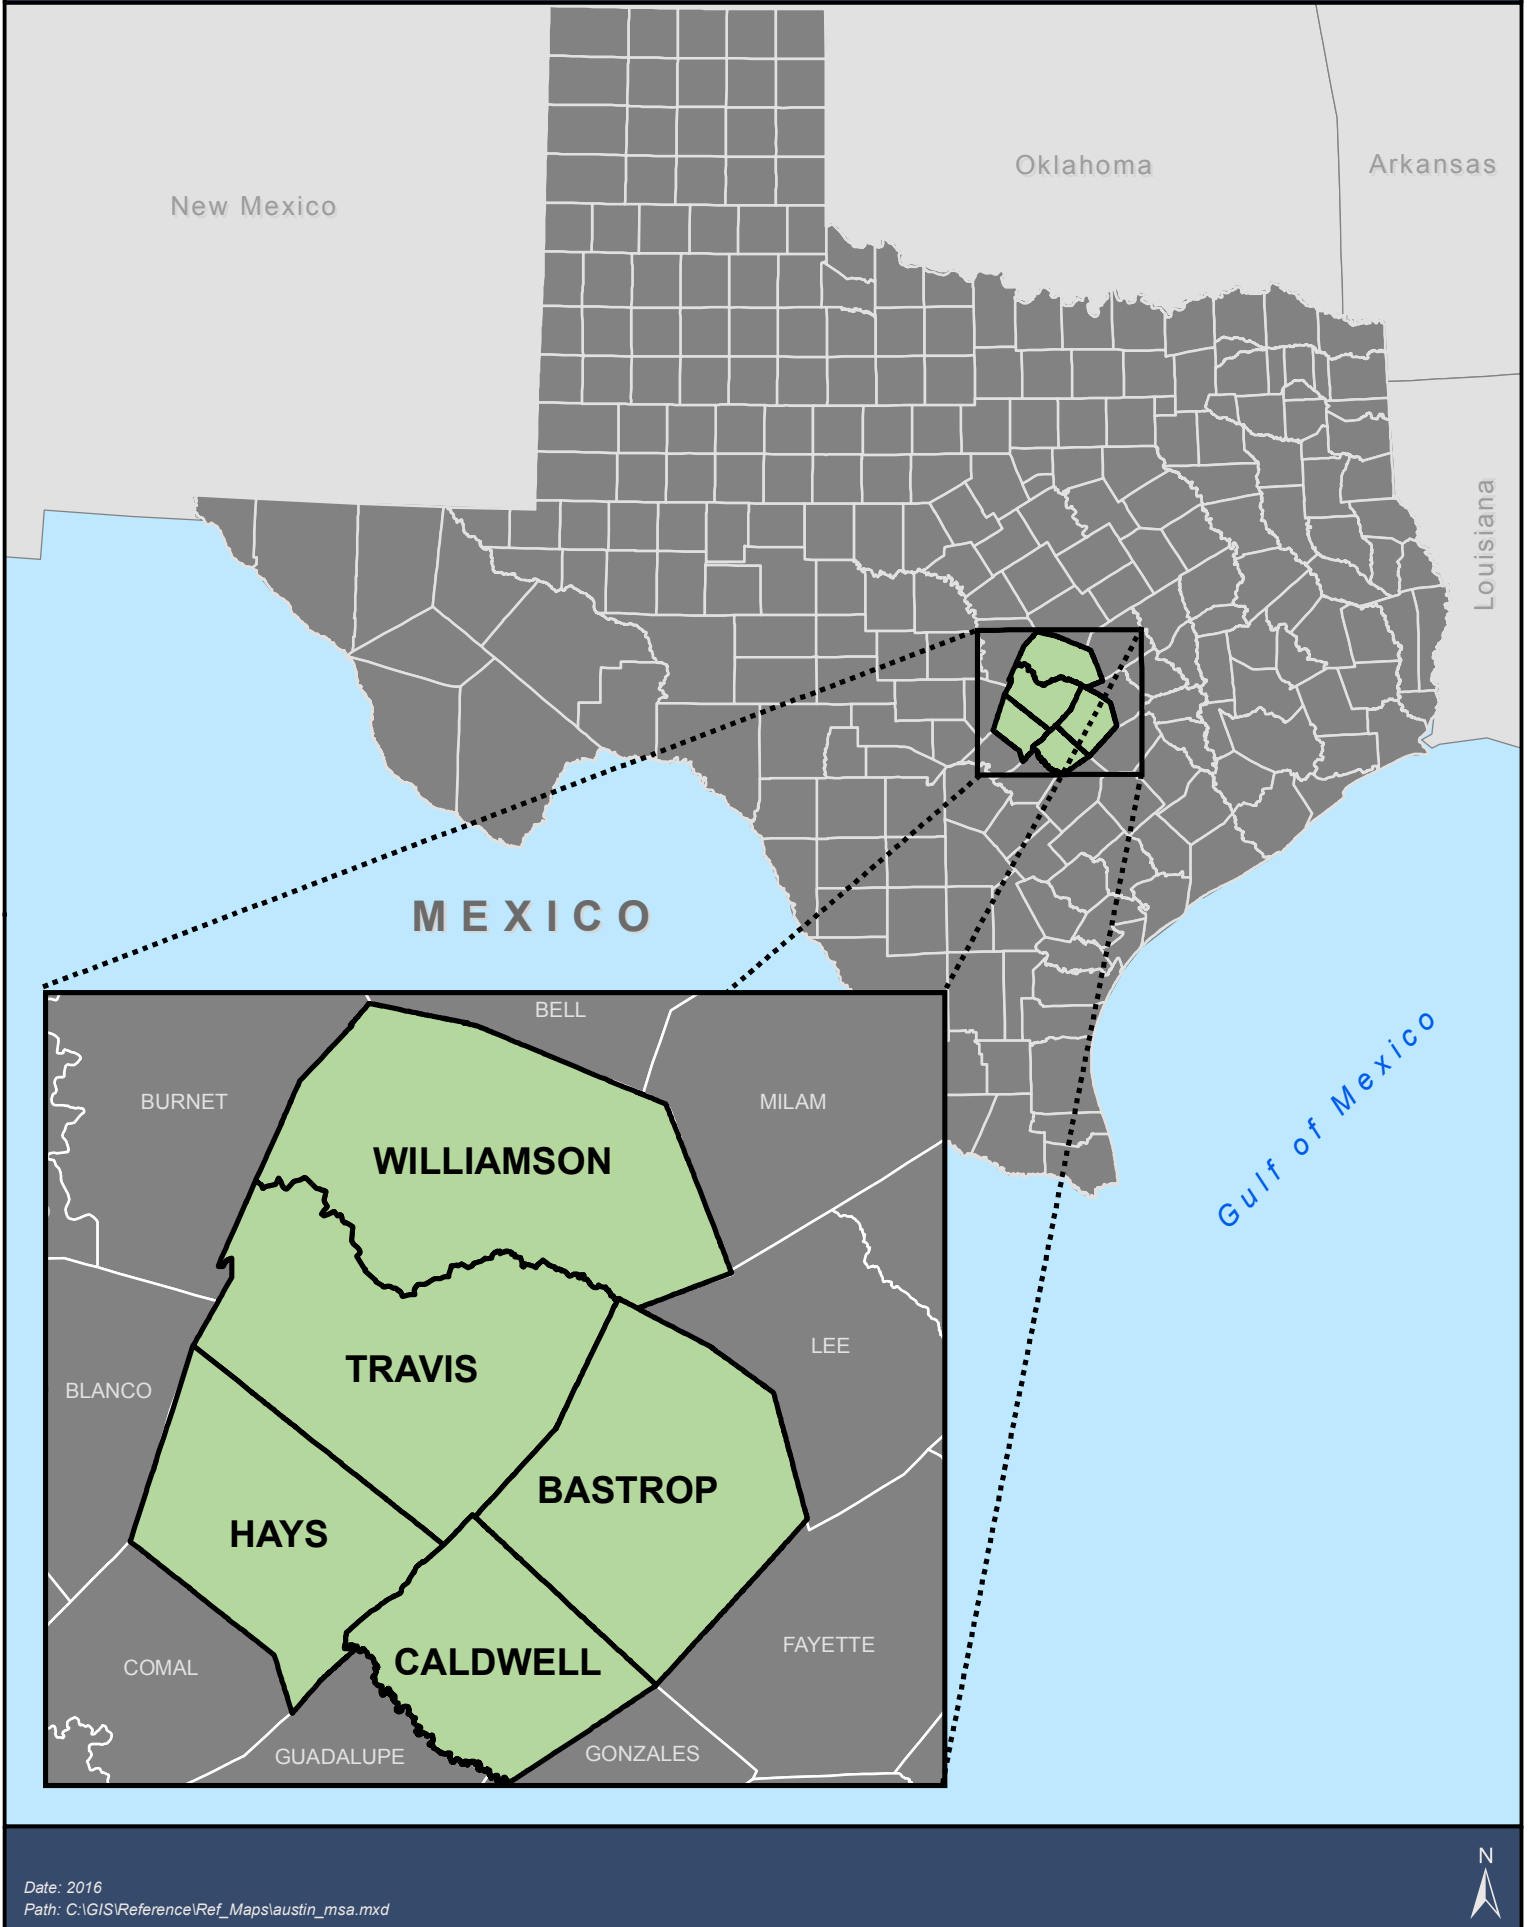 New Mexico
Oklahoma
Arkansas
Louisiana
MEXICO
Gulf of Mexico
BELL
BURNET
MILAM
WILLIAMSON
LEE
TRAVIS
BLANCO
BASTROP
HAYS
FAYETTE
CALDWELL
COMAL
GUADALUPE
GONZALES
N
Date: 2016
Path: C:\GIS\Reference\Ref_Maps\austin_msa.mxd